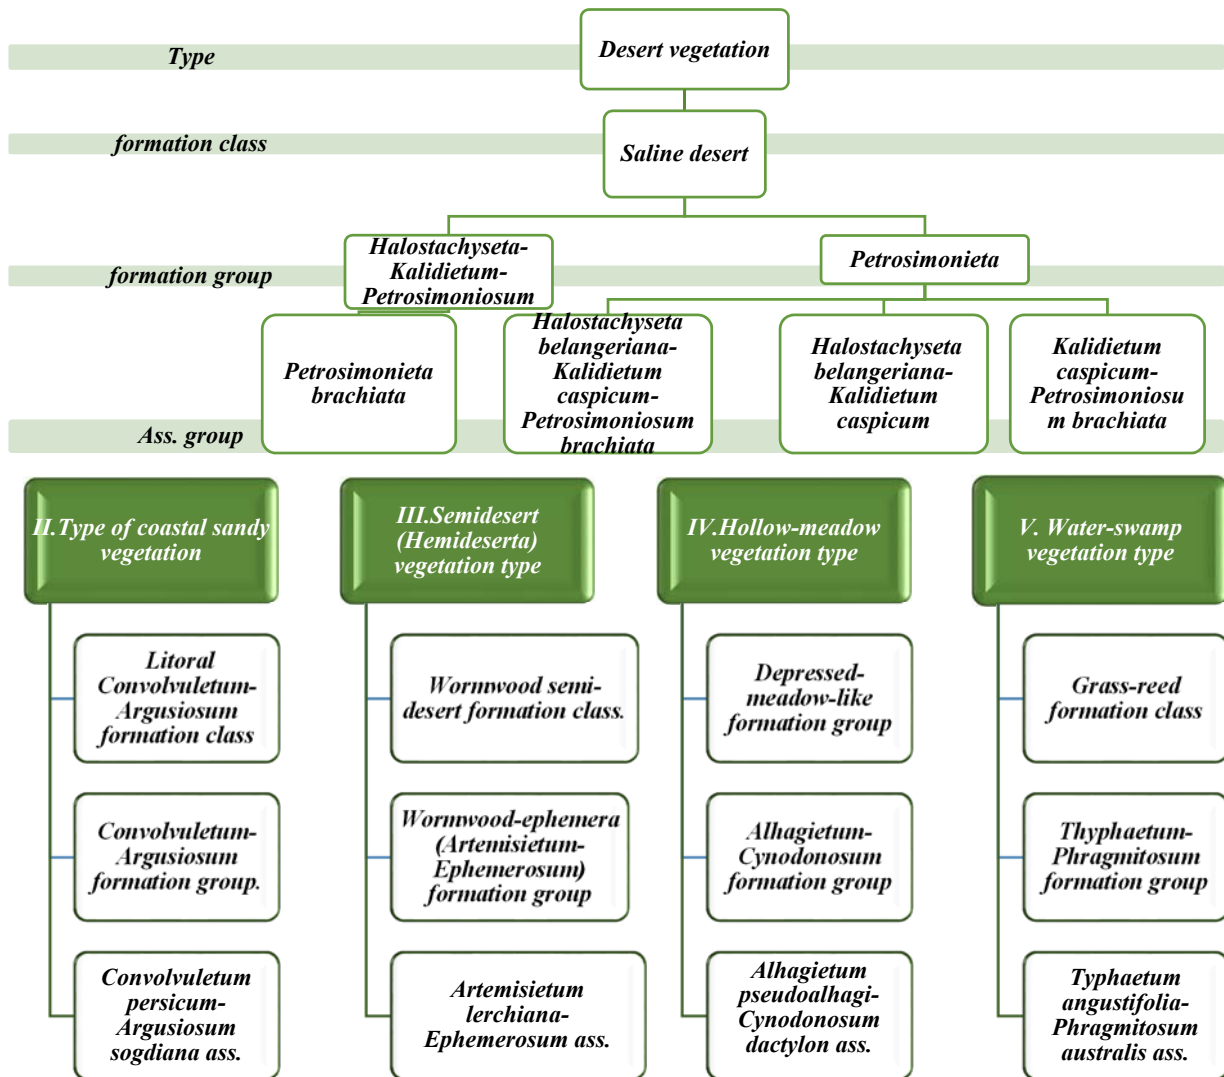 Type
Desert vegetation
formation class
Saline desert
formation group
Halostachyseta-
Kalidietum-
Petrosimoniosum
Petrosimonieta
Ass. group
Petrosimonieta
brachiata
Halostachyseta
belangeriana-
Kalidietum
caspicum-
Petrosimoniosum
brachiata
Halostachyseta
belangeriana-
Kalidietum
caspicum
Kalidietum
caspicum-
Petrosimoniosu
m brachiata
II.Type of coastal sandy
vegetation
Litoral
Convolvuletum-
Argusiosum
formation class
Convolvuletum-
Argusiosum
formation group.
Convolvuletum
persicum-
Argusiosum
sogdiana ass.
III.Semidesert
(Hemideserta)
vegetation type
Wormwood semi-
desert formation class.
Wormwood-ephemera
(Artemisietum-
Ephemerosum)
formation group
Artemisietum
lerchiana-
Ephemerosum ass.
IV.Hollow-meadow
vegetation type
Depressed-
meadow-like
formation group
Alhagietum-
Cynodonosum
formation group
Alhagietum
pseudoalhagi-
Cynodonosum
dactylon ass.
V. Water-swamp
vegetation type
Grass-reed
formation class
Thyphaetum-
Phragmitosum
formation group
Typhaetum
angustifolia-
Phragmitosum
australis ass.